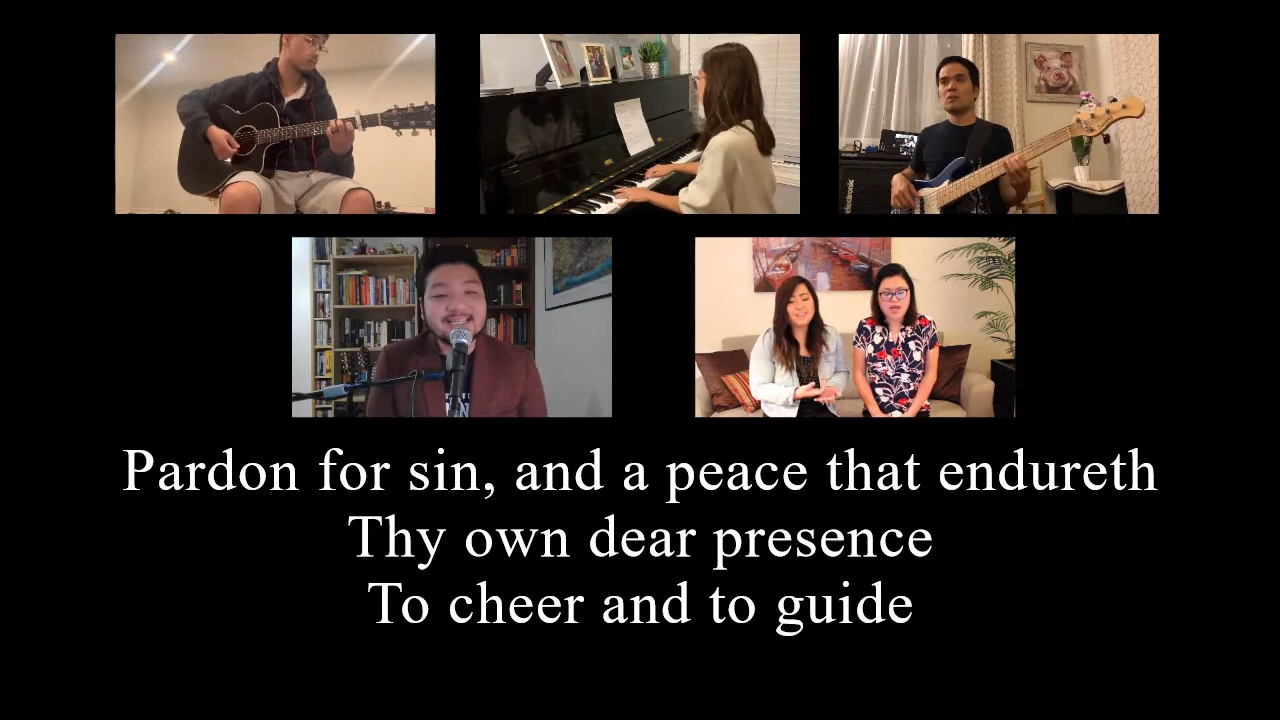 Pardon for sin, and a peace that endureth
Thy own dear presence
To cheer and to guide